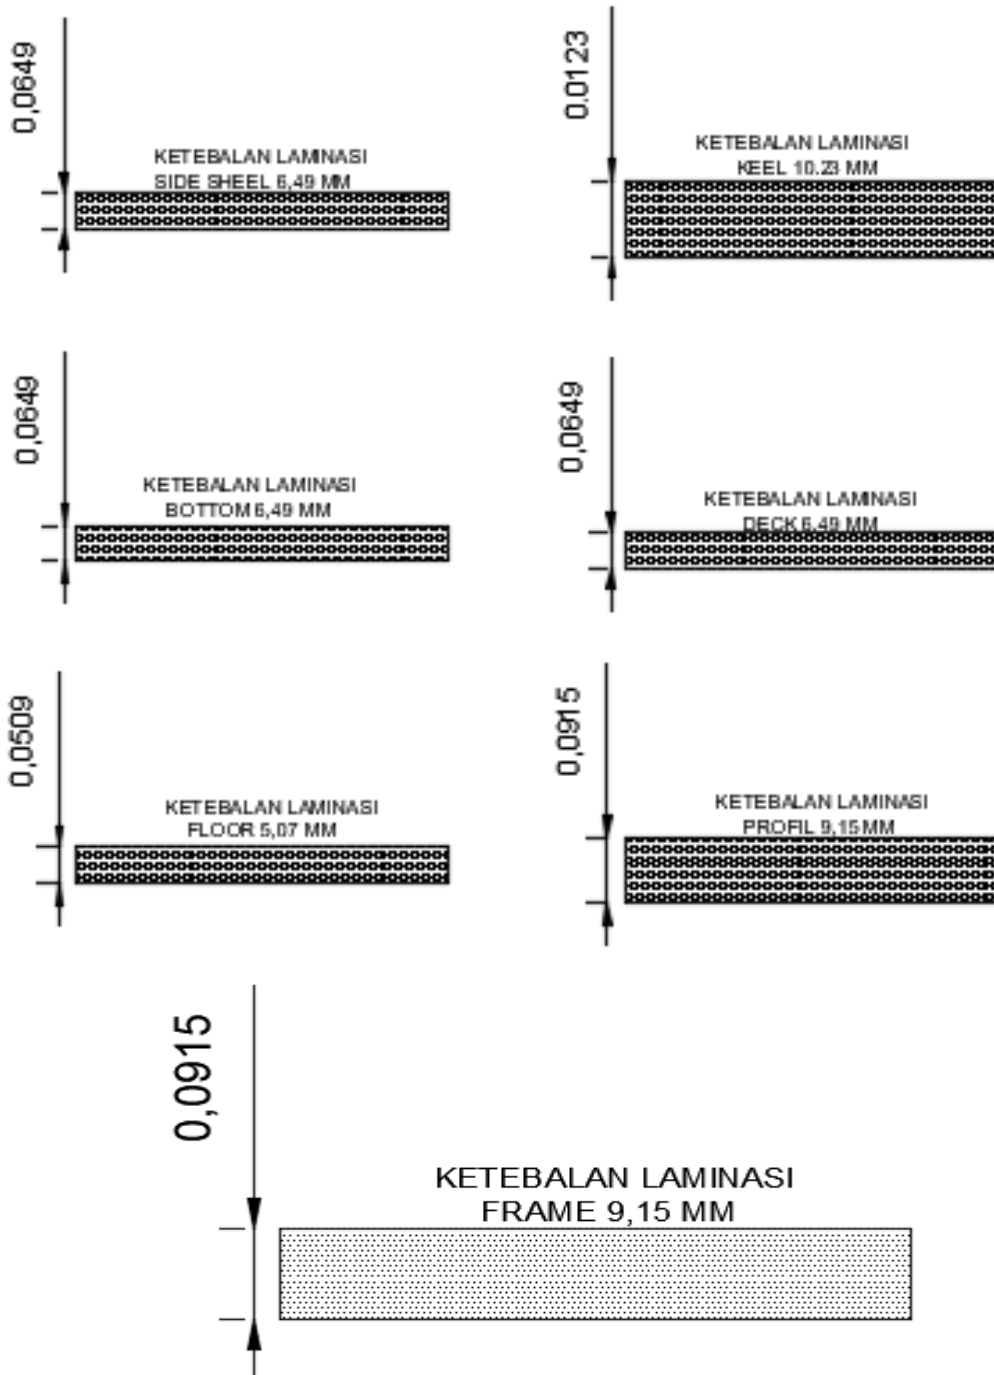 0,0649
KETEBALAN LAMINASI
SIDE SHEEL 6,49 MM
0.0123
KETEBALAN LAMINASI
KEEL 10.23 MM
0,0649
KETEBALAN LAMINASI
BOTTOM 6,49 MM
0,0649
KETEBALAN LAMINASI
DECK 6,49 MM
0,0509
KETEBALAN LAMINASI
FLOOR 5,07 MM
0,0915
KETEBALAN LAMINASI
PROFIL 9,15 MM
0,0915
KETEBALAN LAMINASI
FRAME 9,15 MM